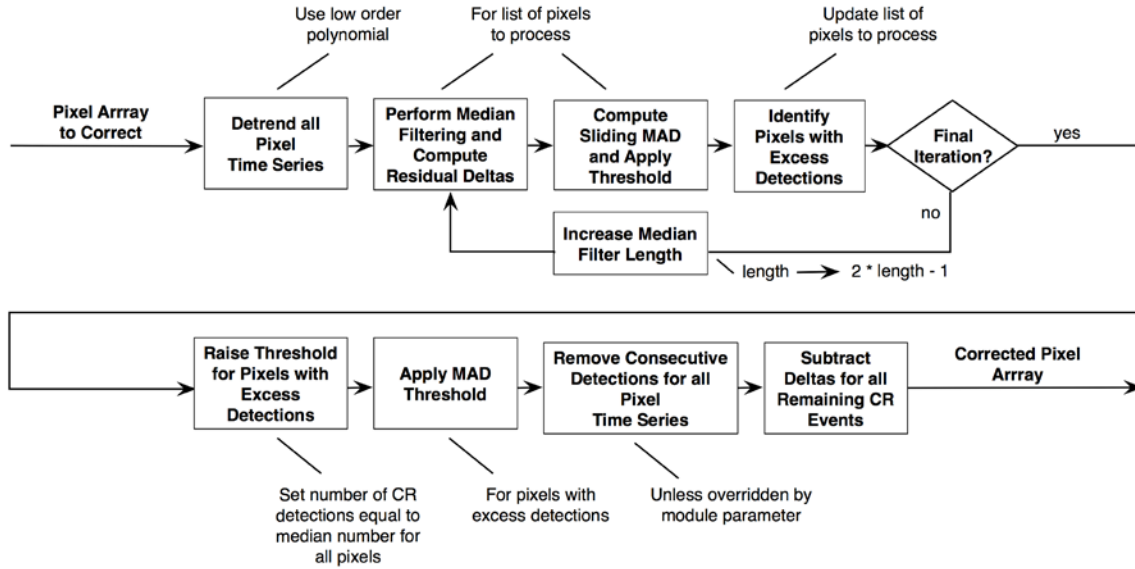 Use low order
polynomial
For list of pixels
to process
Update list of
pixels to process
Pixel Arrray
to Correct
Detrend all
Pixel
Time Series
Perform Median
Filtering and
Compute
Residual Deltas
Compute
Sliding MAD
and Apply
Threshold
Identify
Pixels with
Excess
Detections
Final
Iteration?
yes
no
Increase Median
Filter Length
length
2 * length - 1
Raise Threshold
for Pixels with
Excess
Detections
Apply MAD
Threshold
Remove Consecutive
Detections for all
Pixel
Time Series
Subtract
Deltas for all
Remaining CR
Events
Corrected Pixel
Arrray
Set number of CR
detections equal to
median number for
all pixels
For pixels with
excess detections
Unless overridden by
module parameter